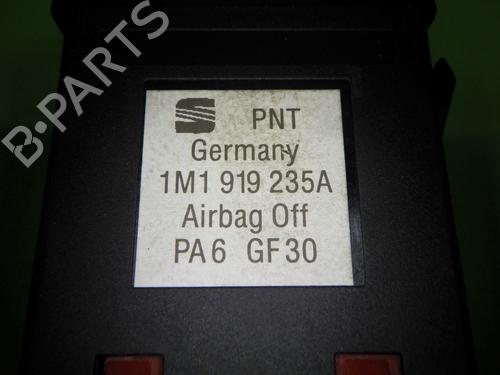 B-PARTS
PNT
Germany
1M1 919 235A
Airbag Off
PA6 GF30